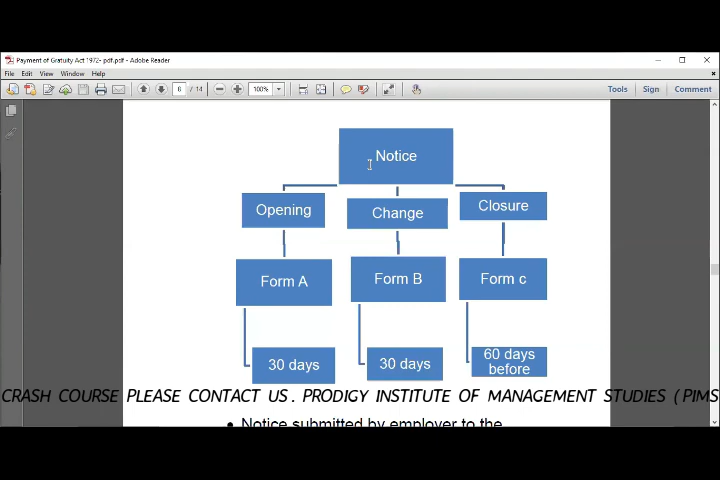 Payment of Gratuity Act 1972- pdf.pdf - Adobe Reader
File Edit View Window Help
8 / 14 100% Tools Sign Comment
Notice
Opening Change Closure
Form A Form B Form c
30 days 30 days 60 days before
CRASH COURSE PLEASE CONTACT US . PRODIGY INSTITUTE OF MANAGEMENT STUDIES ( PIMS
• Notice submitted by employer to the